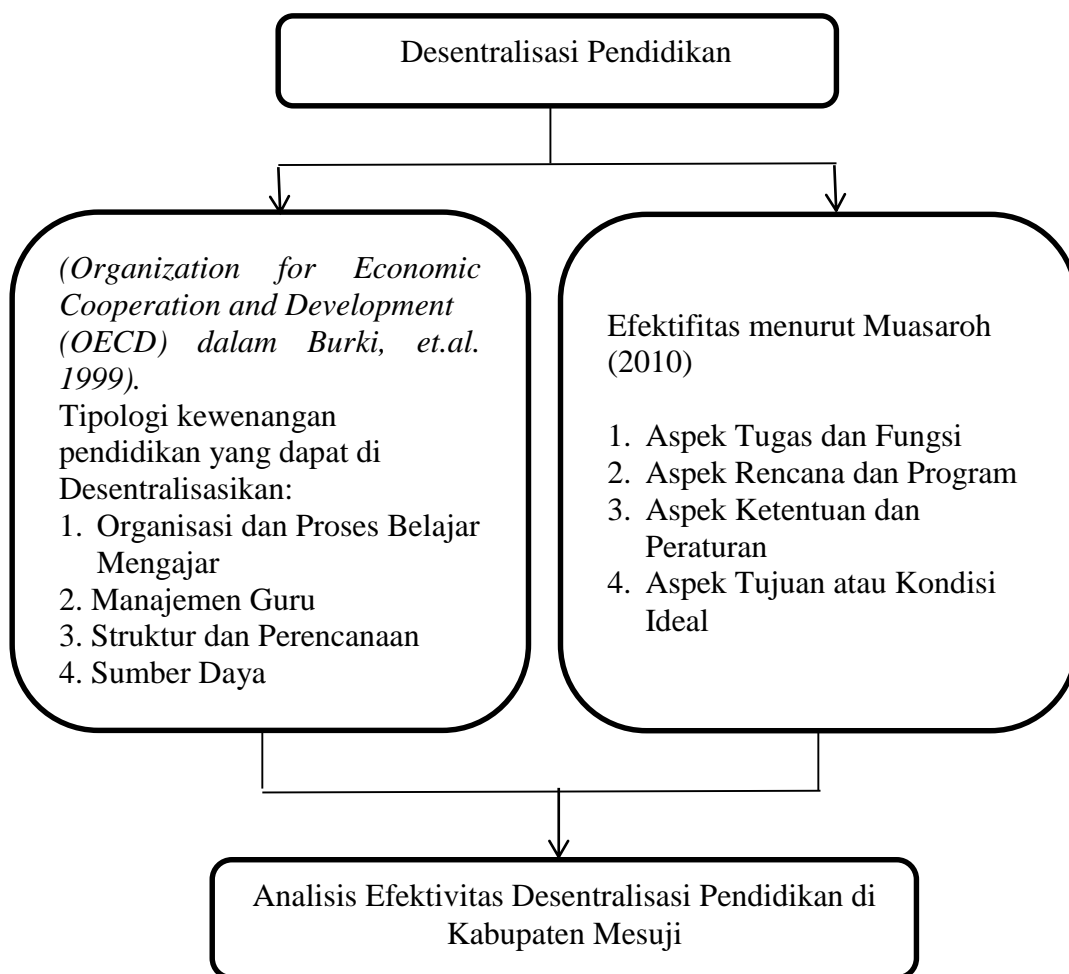 Desentralisasi Pendidikan
(Organization for Economic
Cooperation and Development
(OECD) dalam Burki, et.al.
1999).
Tipologi kewenangan
pendidikan yang dapat di
Desentralisasikan:
1. Organisasi dan Proses Belajar
Mengajar
2. Manajemen Guru
3. Struktur dan Perencanaan
4. Sumber Daya
Efektifitas menurut Muasaroh
(2010)
1. Aspek Tugas dan Fungsi
2. Aspek Rencana dan Program
3. Aspek Ketentuan dan
Peraturan
4. Aspek Tujuan atau Kondisi
Ideal
Analisis Efektivitas Desentralisasi Pendidikan di
Kabupaten Mesuji